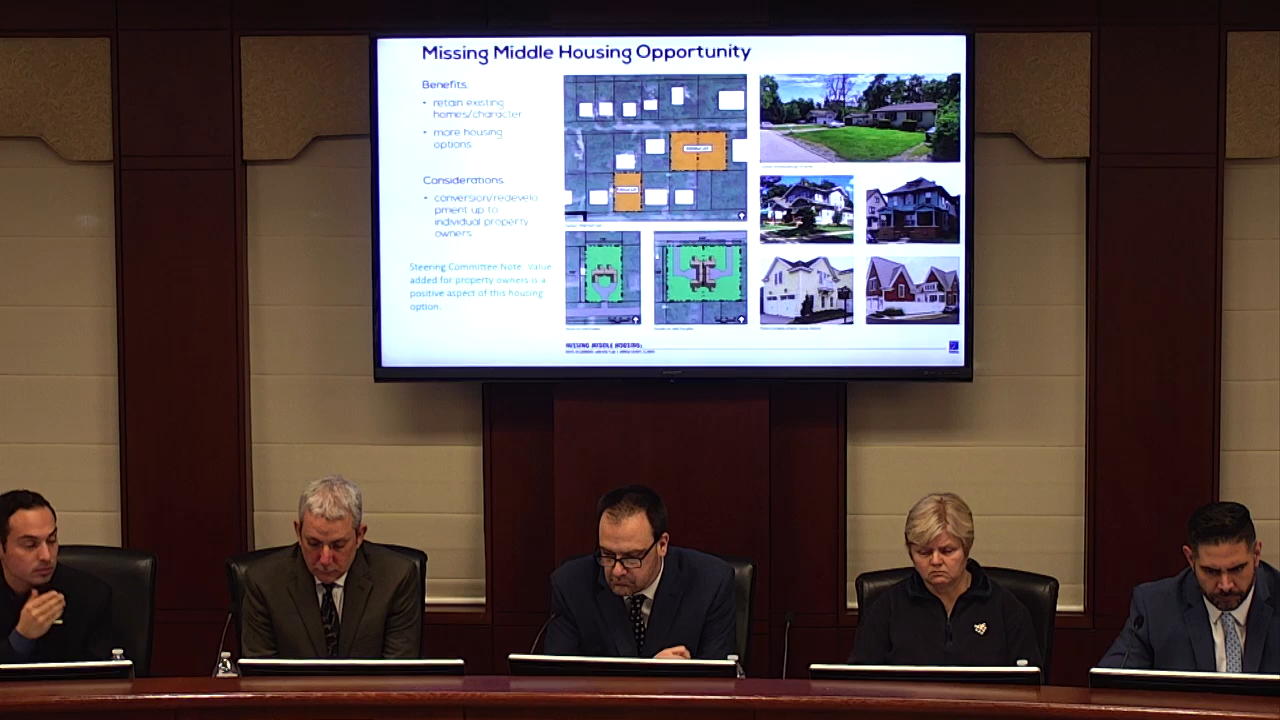 Missing Middle Housing Opportunity
Benefits:
• retain existing
homes/character
• more housing
options
Considerations:
• conversion/redevelo
pment up to
individual property
owners.
Steering Committee Note: Value
added for property owners is a
positive aspect of this housing
option.
MISSING MIDDLE HOUSING: